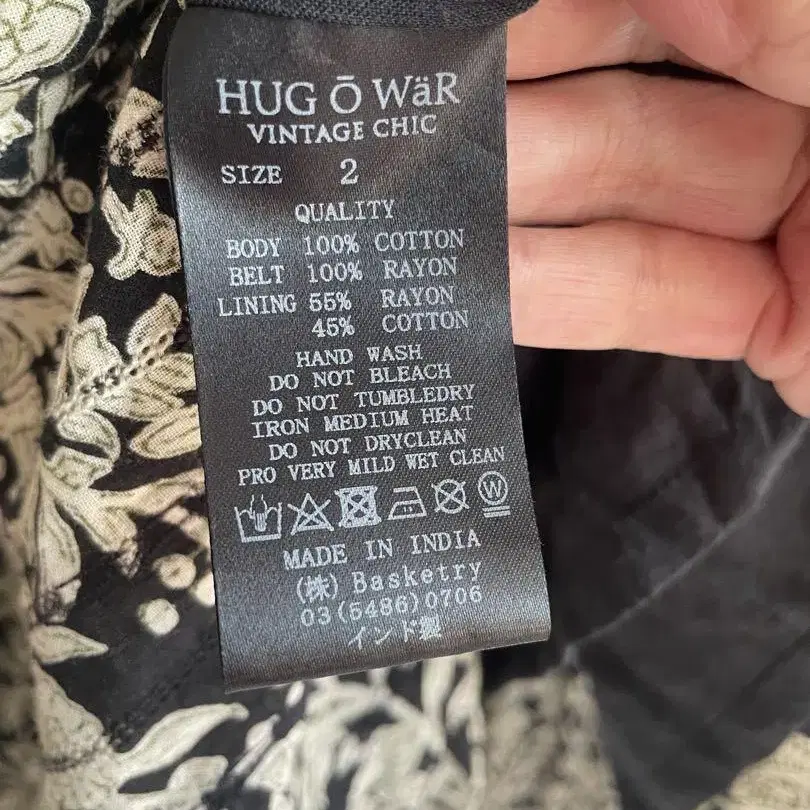 HUG Ō WäR
VINTAGE CHIC
SIZE 2
QUALITY
BODY 100% COTTON
BELT 100% RAYON
LINING 55% RAYON
45% COTTON
HAND WASH
DO NOT BLEACH
DO NOT TUMBLEDRY
IRON MEDIUM HEAT
DO NOT DRYCLEAN
PRO VERY MILD WET CLEAN
W
MADE IN INDIA
(株) Basketry
03(5486)0706
インド製